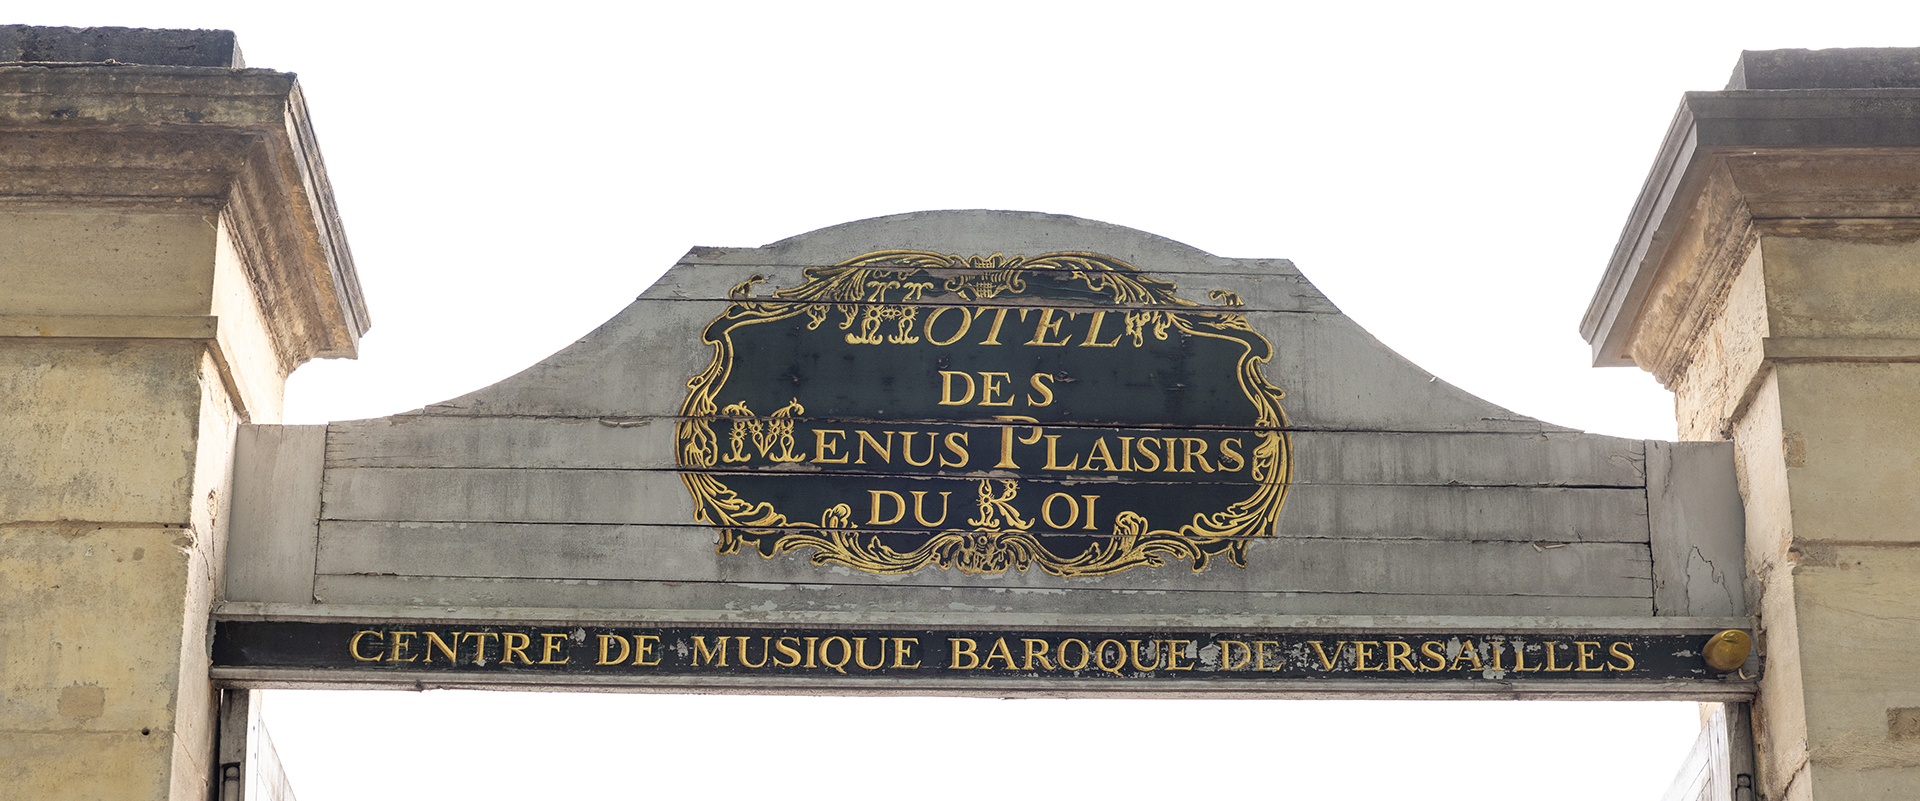 HOTEL
DES
MENUS PLAISIRS
DU ROI
CENTRE DE MUSIQUE BAROQUE DE VERSAILLES